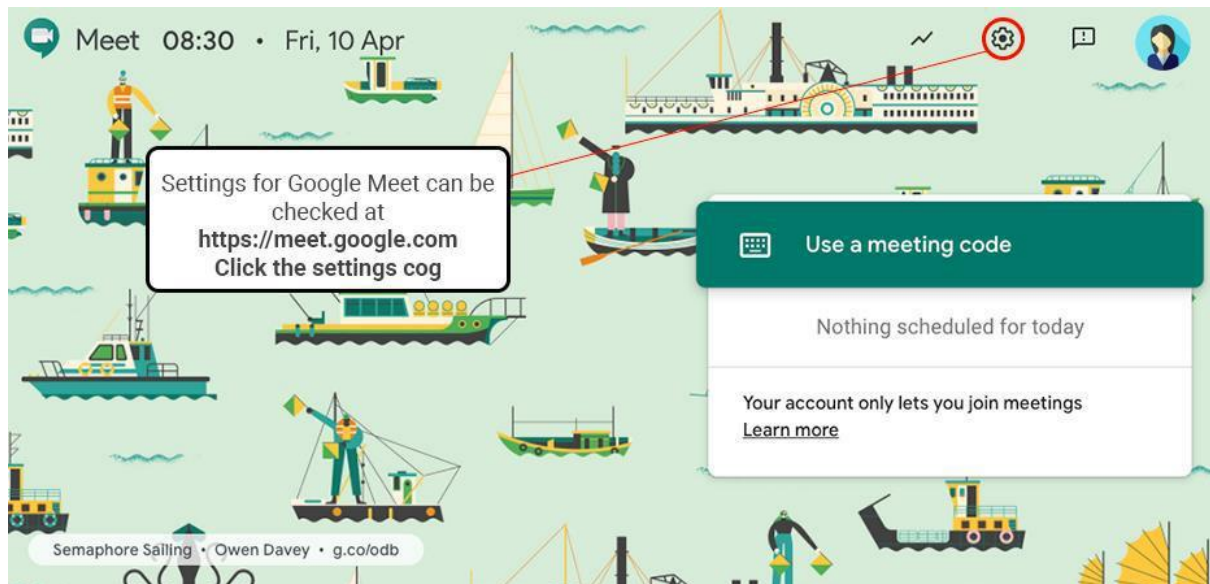 Meet 08:30 • Fri, 10 Apr
Settings for Google Meet can be
checked at
https://meet.google.com
Click the settings cog
Use a meeting code
Nothing scheduled for today
Your account only lets you join meetings
Learn more
Semaphore Sailing • Owen Davey • g.co/odb